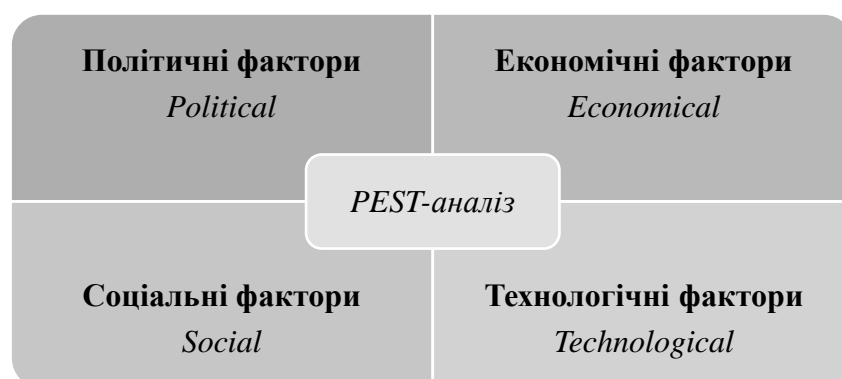 Політичні фактори
Political
Економічні фактори
Economical
PEST-аналіз
Соціальні фактори
Social
Технологічні фактори
Technological